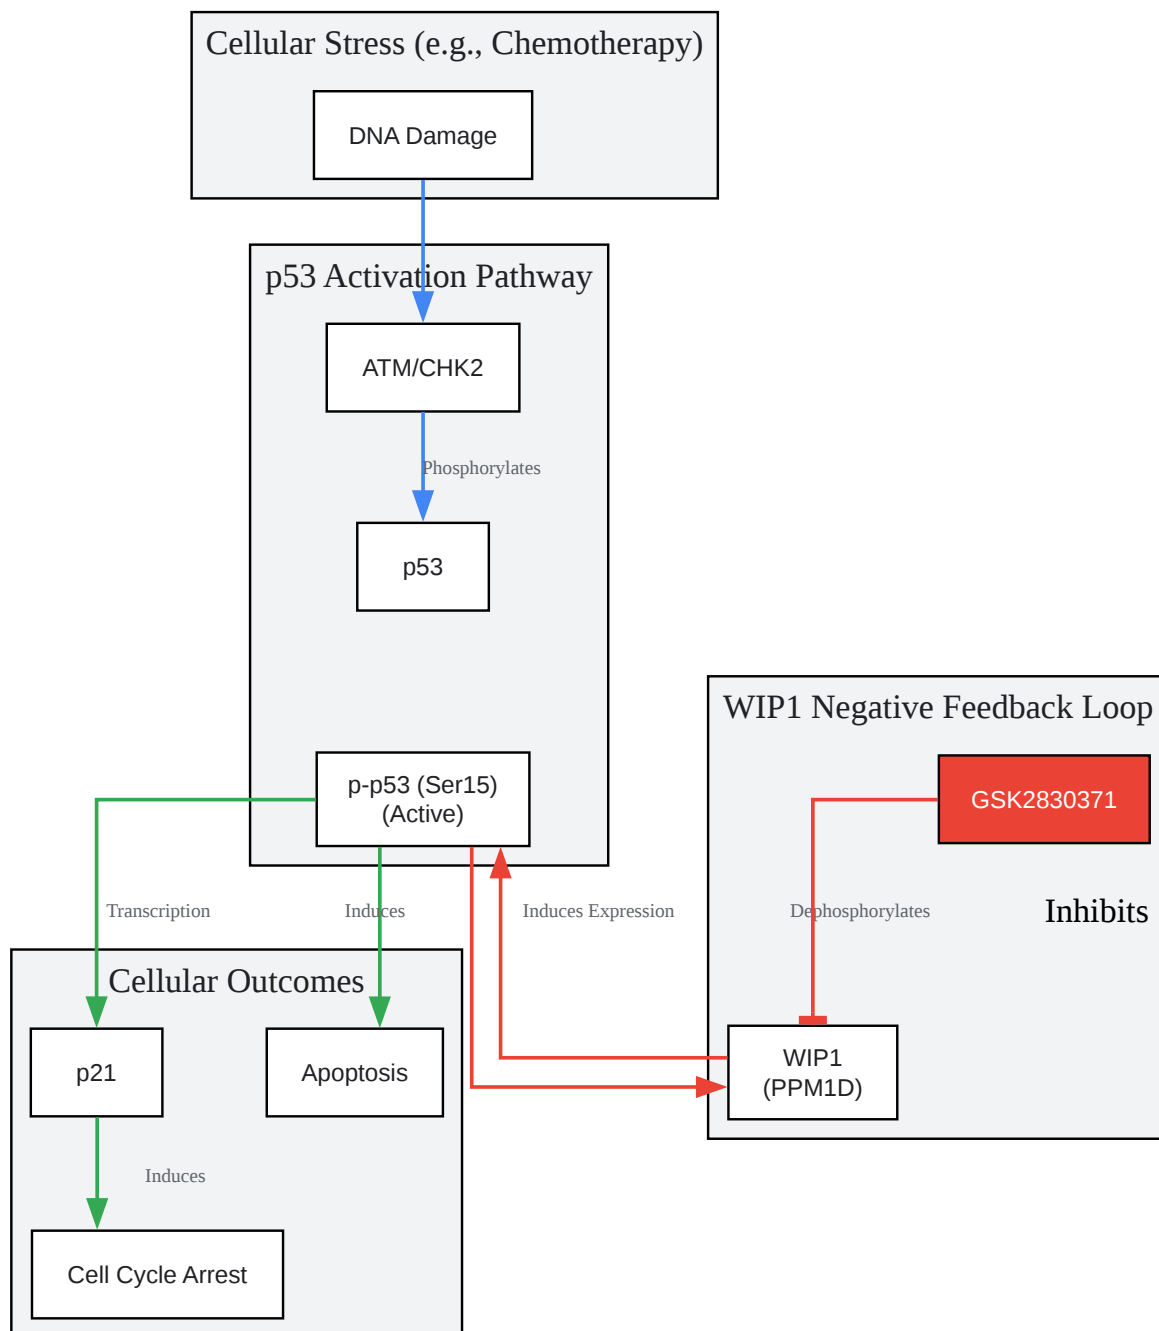 Cellular Stress (e.g., Chemotherapy)
DNA Damage
p53 Activation Pathway
ATM/CHK2
Phosphorylates
p53
WIP1 Negative Feedback Loop
p-p53 (Ser15)
(Active)
GSK2830371
Transcription
Induces
Induces Expression
Dephosphorylates
Inhibits
Cellular Outcomes
p21
Apoptosis
WIP1
(PPM1D)
Induces
Cell Cycle Arrest